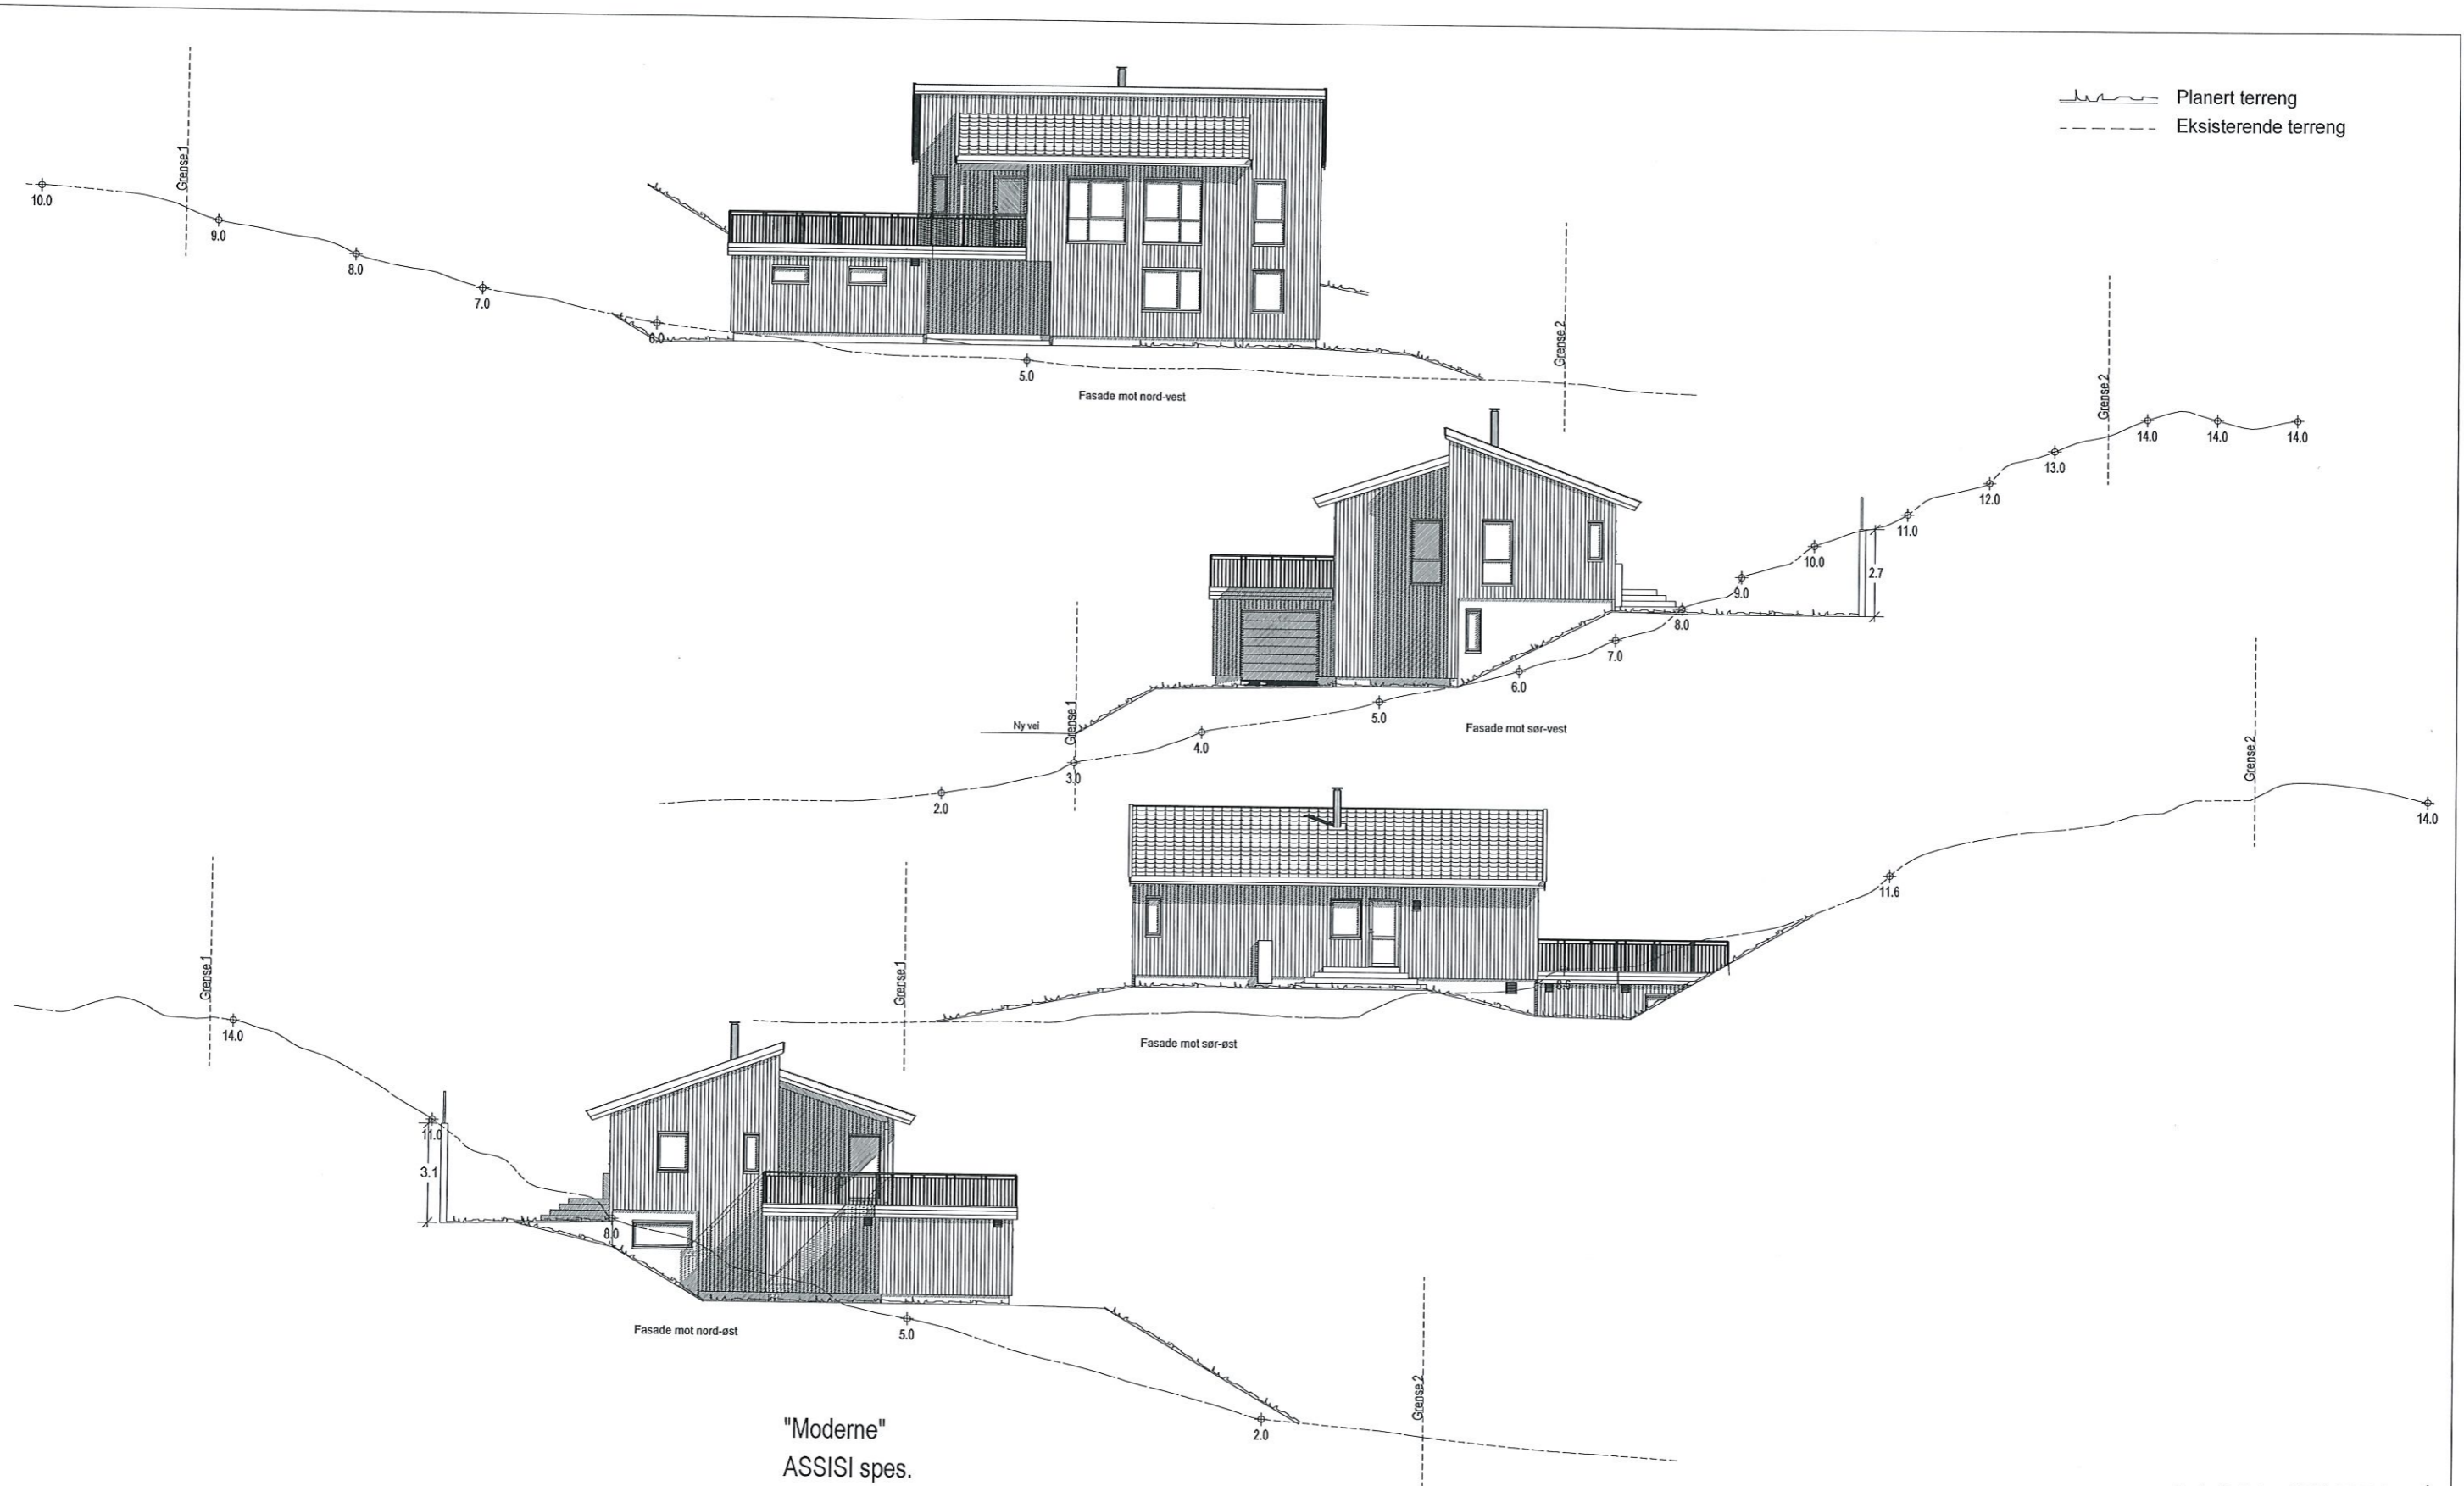 Planert terreng
Eksisterende terreng
Grense 1
10.0
9.0
8.0
7.0
6.0
5.0
Grense 2
Fasade mot nord-vest
Grense 2
14.0
14.0
14.0
13.0
12.0
11.0
10.0
2.7
9.0
8.0
7.0
6.0
5.0
4.0
3.0
2.0
Ny vei
Grense 1
Fasade mot sør-vest
Grense 2
14.0
11.6
Grense 1
Fasade mot sør-øst
Grense 1
14.0
11.0
3.1
8.0
5.0
2.0
Grense 2
Fasade mot nord-øst
"Moderne"
ASSISI spes.